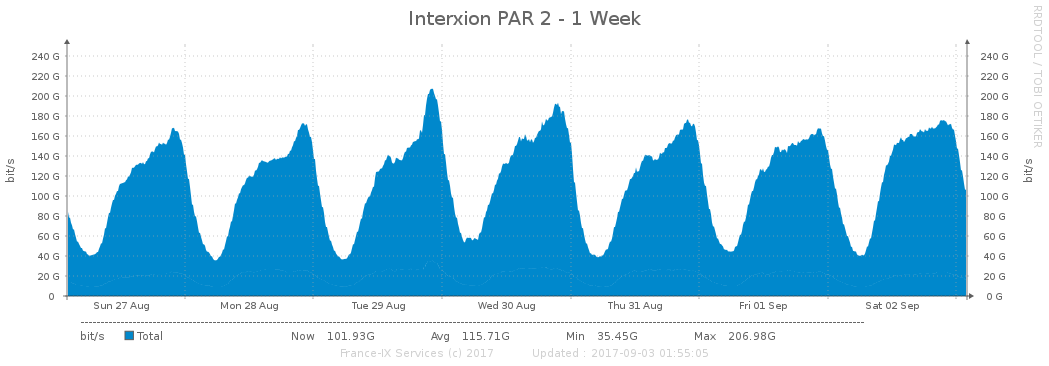 Interxion PAR 2 - 1 Week
RRDTOOL / TOBI OETIKER
bit/s
240 G 240 G
220 G 220 G
200 G 200 G
180 G 180 G
160 G 160 G
140 G 140 G
120 G 120 G
100 G 100 G
80 G 80 G
60 G 60 G
40 G 40 G
20 G 20 G
0 0 G
bit/s
Sun 27 Aug Mon 28 Aug Tue 29 Aug Wed 30 Aug Thu 31 Aug Fri 01 Sep Sat 02 Sep
bit/s Total Now 101.93G Avg 115.71G Min 35.45G Max 206.98G
France-IX Services (c) 2017 Updated : 2017-09-03 01:55:05